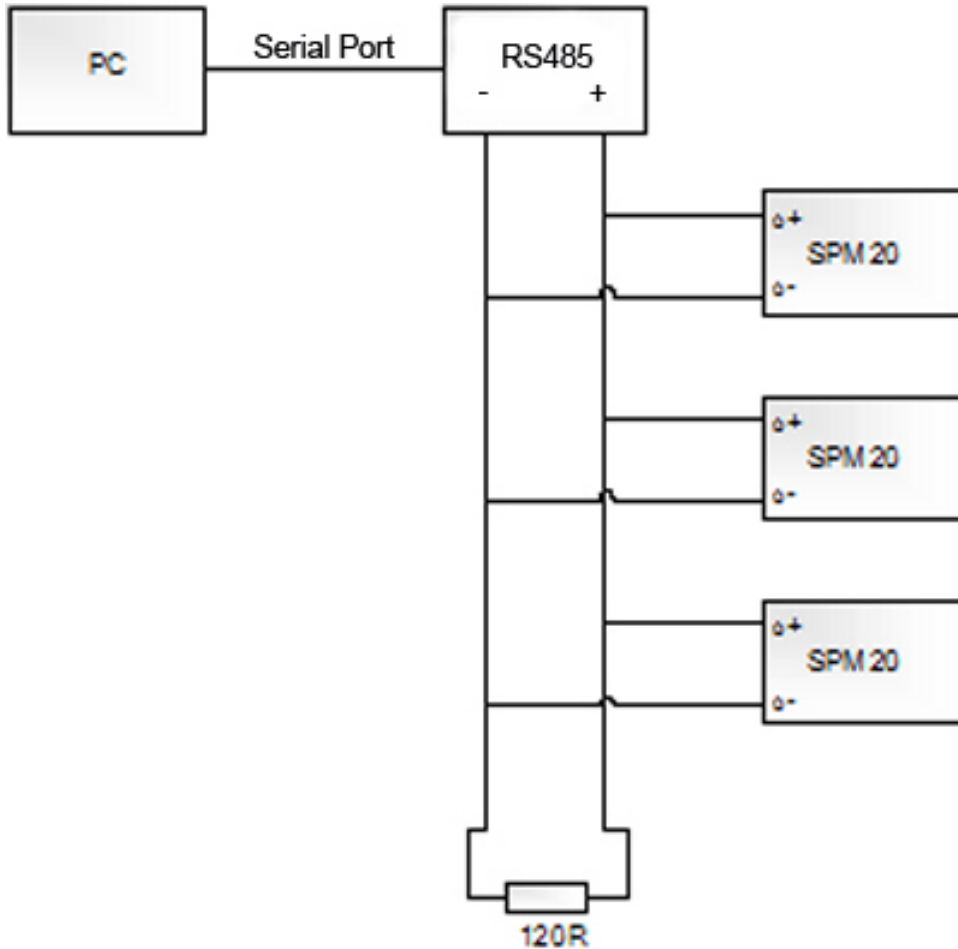 PC
Serial Port
RS485
- +
+
SPM 20
-
+
SPM 20
-
+
SPM 20
-
120R